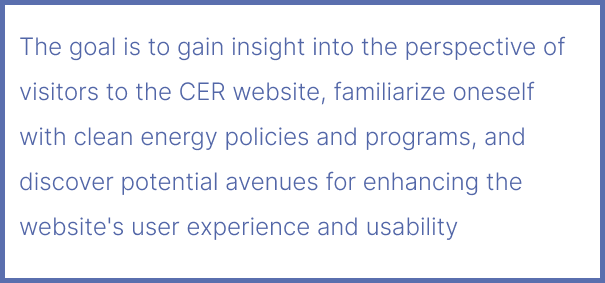 The goal is to gain insight into the perspective of
visitors to the CER website, familiarize oneself
with clean energy policies and programs, and
discover potential avenues for enhancing the
website's user experience and usability